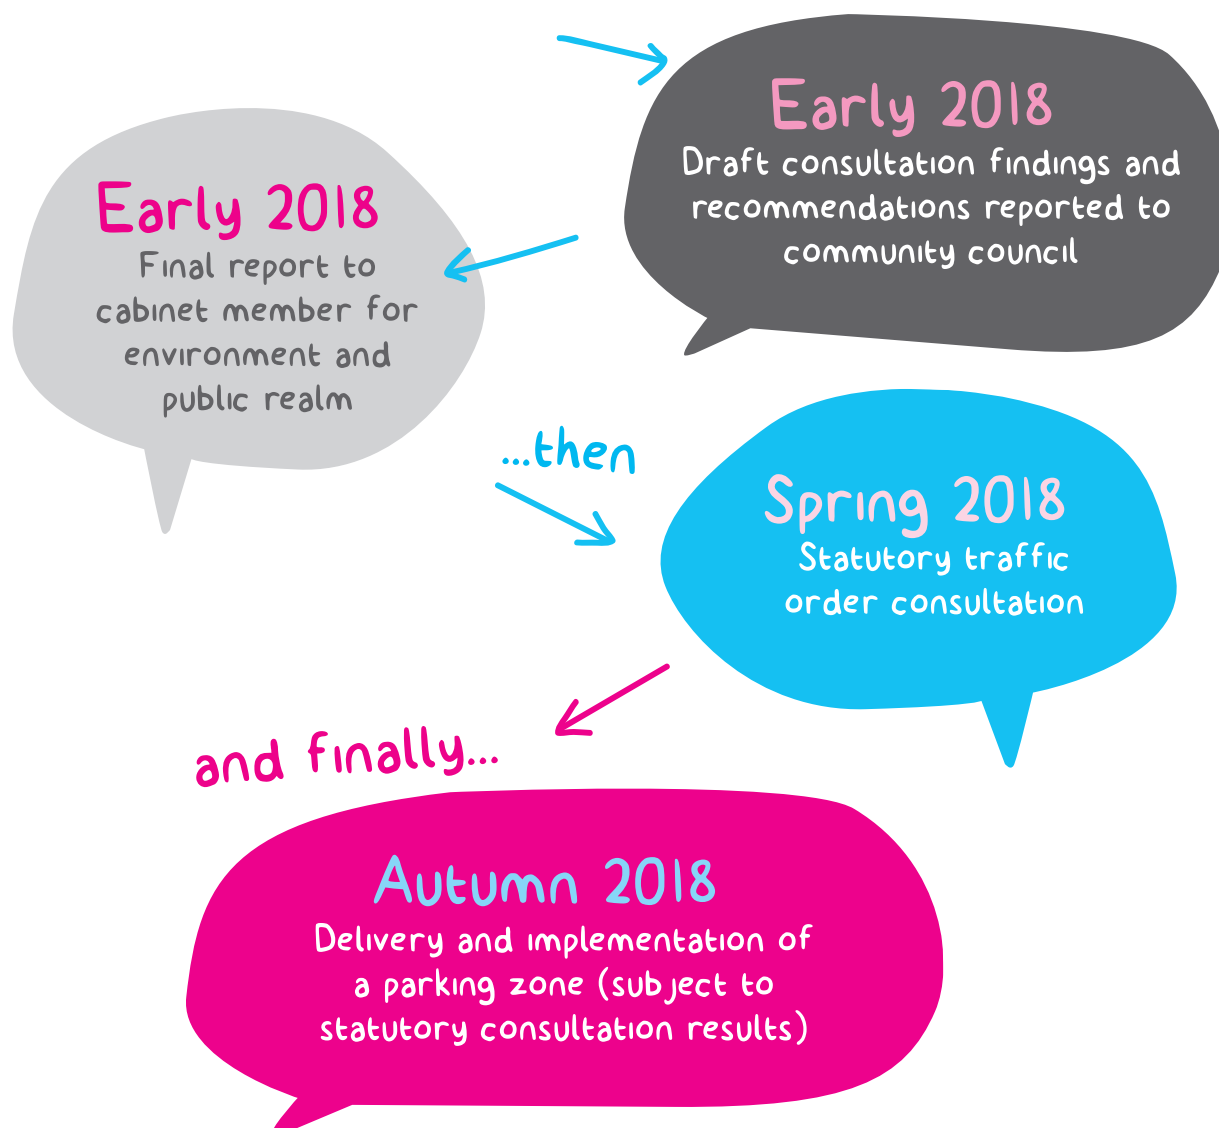 Early 2018
Draft consultation findings and
recommendations reported to
community council
Early 2018
Final report to
cabinet member for
environment and
public realm
...then
Spring 2018
Statutory traffic
order consultation
and finally...
Autumn 2018
Delivery and implementation of
a parking zone (subject to
statutory consultation results)